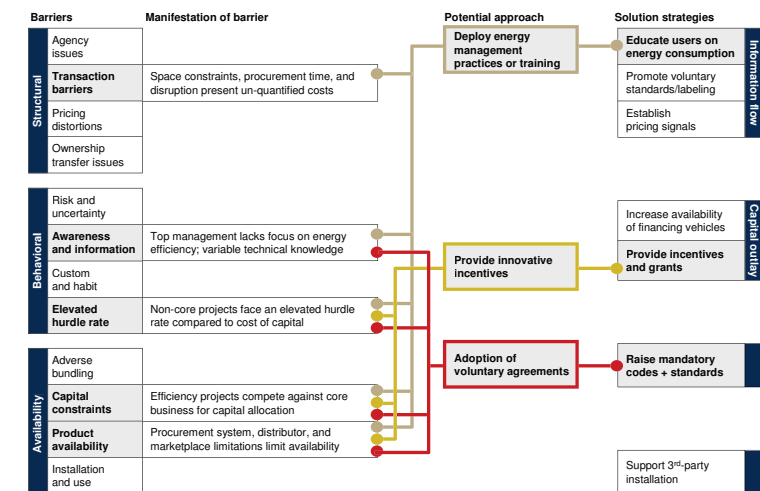 Barriers
Manifestation of barrier
Potential approach
Solution strategies
Structural
Agency
issues
Transaction
barriers
Space constraints, procurement time, and
disruption present un-quantified costs
Pricing
distortions
Ownership
transfer issues
Behavioral
Risk and
uncertainty
Awareness
and information
Top management lacks focus on energy
efficiency; variable technical knowledge
Custom
and habit
Elevated
hurdle rate
Non-core projects face an elevated hurdle
rate compared to cost of capital
Availability
Adverse
bundling
Capital
constraints
Efficiency projects compete against core
business for capital allocation
Product
availability
Procurement system, distributor, and
marketplace limitations limit availability
Installation
and use
Deploy energy
management
practices or training
Provide innovative
incentives
Adoption of
voluntary agreements
Educate users on
energy consumption
Promote voluntary
standards/labeling
Establish
pricing signals
Information flow
Increase availability
of financing vehicles
Provide incentives
and grants
Capital outlay
Raise mandatory
codes + standards
Support 3rd-party
installation